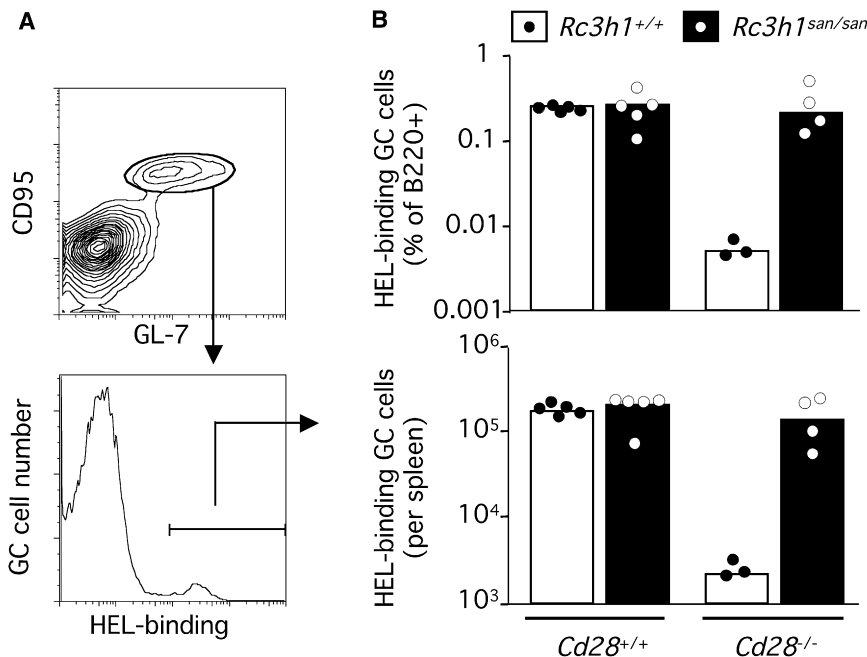 A
CD95
GL-7
GC cell number
HEL-binding
B
Rc3h1+/+
Rc3h1san/san
HEL-binding GC cells
(% of B220+)
1
0.1
0.01
0.001
HEL-binding GC cells
(per spleen)
10⁶
10⁵
10⁴
10³
Cd28+/+
Cd28-/-